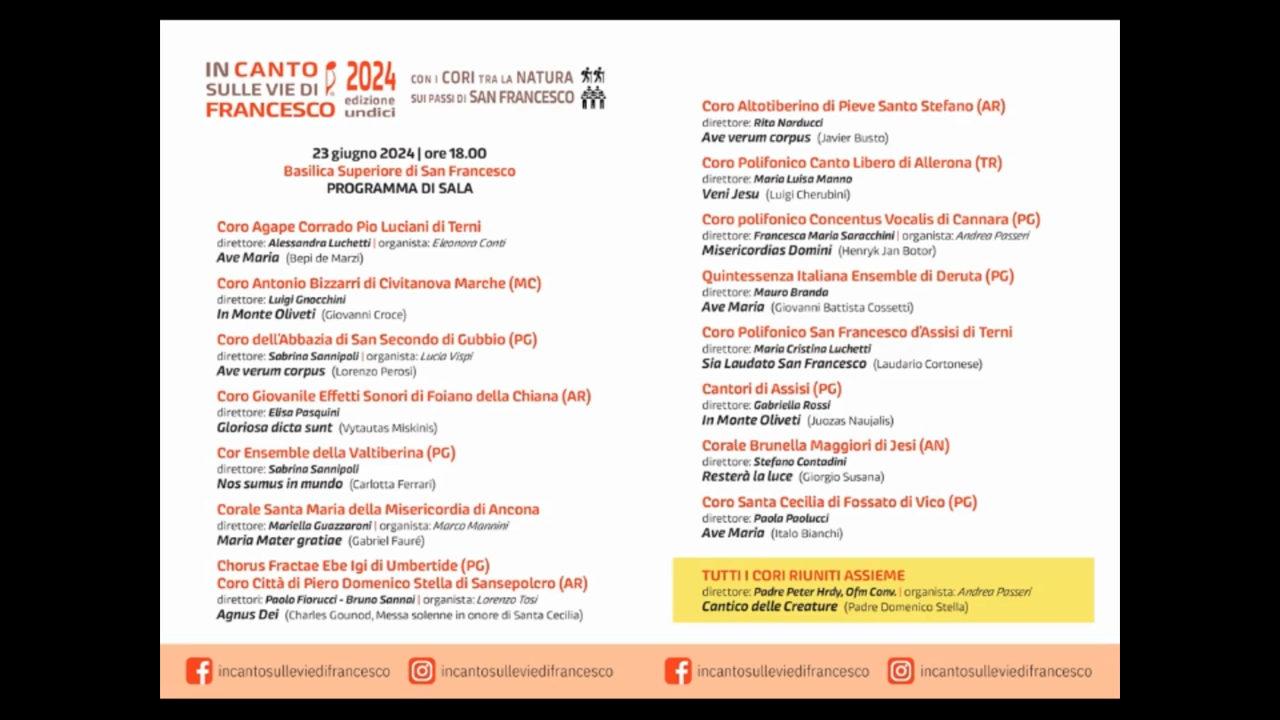 IN CANTO
SULLE VIE DI
FRANCESCO
2024
edizione
undici
CON I CORI TRA LA NATURA
SUI PASSI DI SAN FRANCESCO
23 giugno 2024 | ore 18.00
Basilica Superiore di San Francesco
PROGRAMMA DI SALA
Coro Agape Corrado Pio Luciani di Terni
direttore: Alessandra Luchetti | organista: Eleonora Conti
Ave Maria (Bepi de Marzi)
Coro Antonio Bizzarri di Civitanova Marche (MC)
direttore: Luigi Gnocchini
In Monte Oliveti (Giovanni Croce)
Coro dell'Abbazia di San Secondo di Gubbio (PG)
direttore: Sabrina Sannipoli | organista: Lucia Vispi
Ave verum corpus (Lorenzo Perosi)
Coro Giovanile Effetti Sonori di Foiano della Chiana (AR)
direttore: Elisa Pasquini
Gloriosa dicta sunt (Vytautas Miskinis)
Cor Ensemble della Valtiberina (PG)
direttore: Sabrina Sannipoli
Nos sumus in mundo (Carlotta Ferrari)
Corale Santa Maria della Misericordia di Ancona
direttore: Mariella Guazzaroni | organista: Marco Mannini
Maria Mater gratiae (Gabriel Fauré)
Chorus Fractae Ebe Igi di Umbertide (PG)
Coro Città di Piero Domenico Stella di Sansepolcro (AR)
direttori: Paolo Fiorucci - Bruno Sannai | organista: Lorenzo Tosi
Agnus Dei (Charles Gounod, Messa solenne in onore di Santa Cecilia)
Coro Altotiberino di Pieve Santo Stefano (AR)
direttore: Rita Narducci
Ave verum corpus (Javier Busto)
Coro Polifonico Canto Libero di Allerona (TR)
direttore: Maria Luisa Manno
Veni Jesu (Luigi Cherubini)
Coro polifonico Concentus Vocalis di Cannara (PG)
direttore: Francesca Maria Saracchini | organista: Andrea Passeri
Misericordias Domini (Henryk Jan Botor)
Quintessenza Italiana Ensemble di Deruta (PG)
direttore: Mauro Branda
Ave Maria (Giovanni Battista Cossetti)
Coro Polifonico San Francesco d'Assisi di Terni
direttore: Maria Cristina Luchetti
Sia Laudato San Francesco (Laudario Cortonese)
Cantori di Assisi (PG)
direttore: Gabriella Rossi
In Monte Oliveti (Juozas Naujalis)
Corale Brunella Maggiori di Jesi (AN)
direttore: Stefano Contadini
Resterà la luce (Giorgio Susana)
Coro Santa Cecilia di Fossato di Vico (PG)
direttore: Paola Paolucci
Ave Maria (Italo Bianchi)
TUTTI I CORI RIUNITI ASSIEME
direttore: Padre Peter Hrdy, Ofm Conv. | organista: Andrea Passeri
Cantico delle Creature (Padre Domenico Stella)
incantosulleviedifrancesco incantosulleviedifrancesco incantosulleviedifrancesco incantosulleviedifrancesco